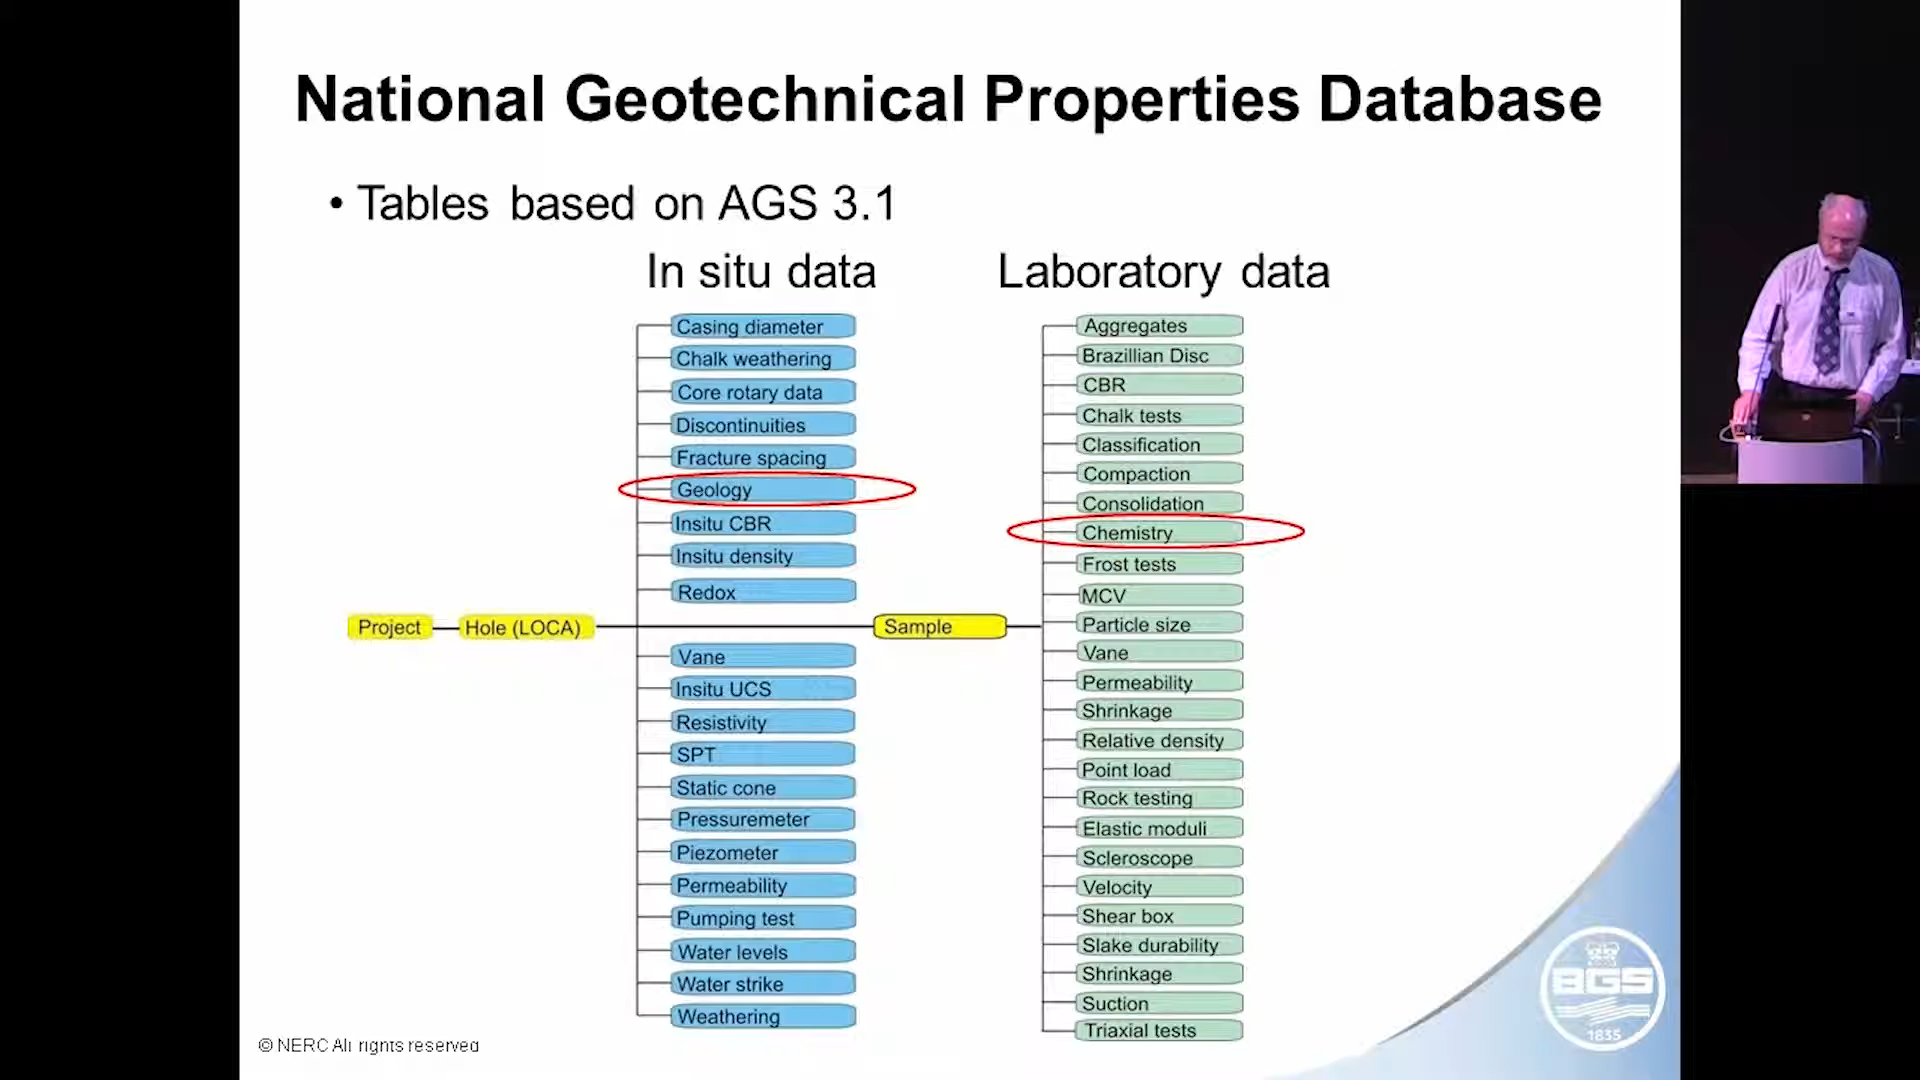 National Geotechnical Properties Database
• Tables based on AGS 3.1
In situ data
Laboratory data
Casing diameter
Chalk weathering
Core rotary data
Discontinuities
Fracture spacing
Geology
Insitu CBR
Insitu density
Redox
Project
Hole (LOCA)
Sample
Vane
Insitu UCS
Resistivity
SPT
Static cone
Pressuremeter
Piezometer
Permeability
Pumping test
Water levels
Water strike
Weathering
Aggregates
Brazillian Disc
CBR
Chalk tests
Classification
Compaction
Consolidation
Chemistry
Frost tests
MCV
Particle size
Vane
Permeability
Shrinkage
Relative density
Point load
Rock testing
Elastic moduli
Scleroscope
Velocity
Shear box
Slake durability
Shrinkage
Suction
Triaxial tests
© NERC All rights reserved
BGS
1835